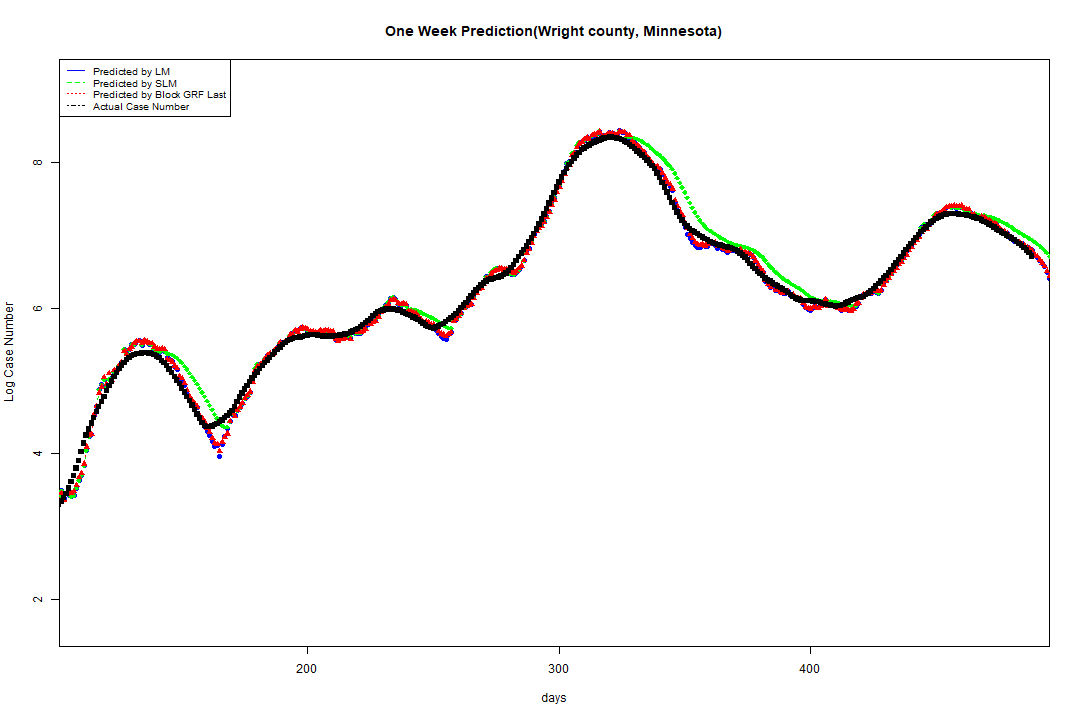 One Week Prediction(Wright county, Minnesota)
Predicted by LM
Predicted by SLM
Predicted by Block GRF Last
Actual Case Number
8
6
4
2
Log Case Number
200 300 400
days